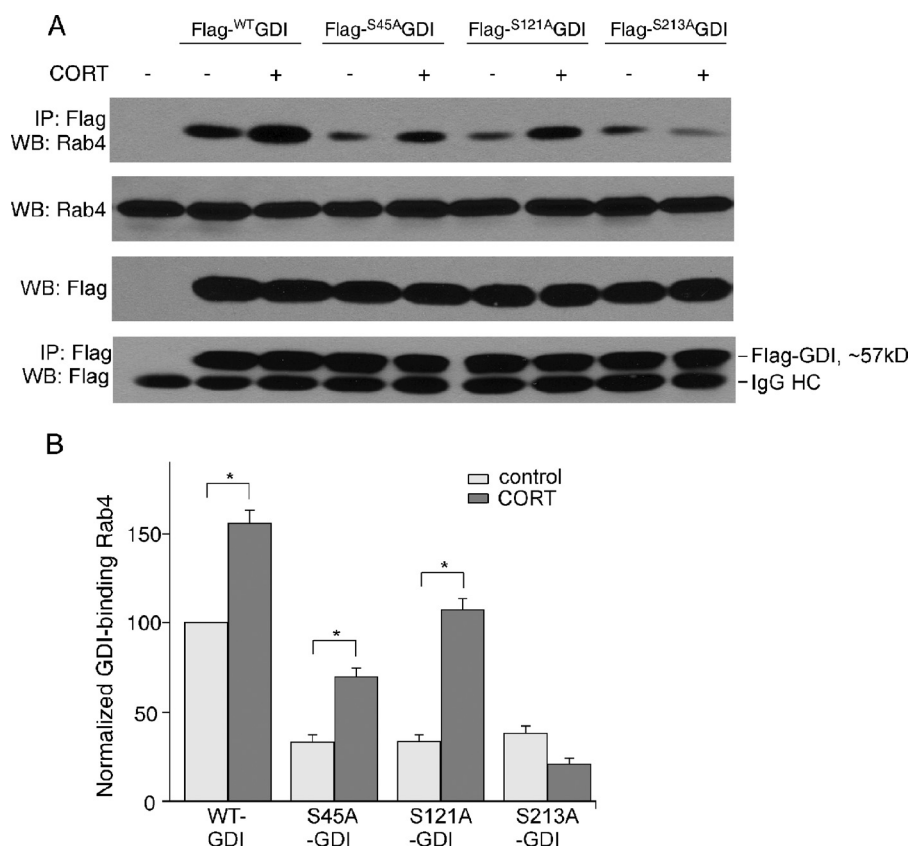 A
Flag-WTGDI Flag-S45AGDI Flag-S121AGDI Flag-S213AGDI
CORT - - + - + - + - +
IP: Flag
WB: Rab4
WB: Rab4
WB: Flag
IP: Flag
WB: Flag
Flag-GDI, ~57kD
IgG HC
B
control
CORT
Normalized GDI-binding Rab4
150
100
50
0
*
*
*
WT-
GDI
S45A
-GDI
S121A
-GDI
S213A
-GDI